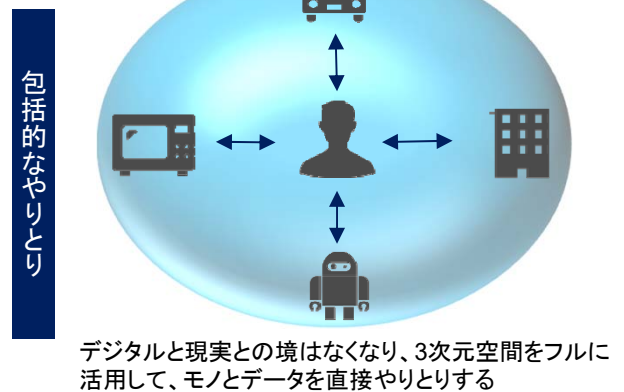 包括的なやりとり
デジタルと現実との境はなくなり、3次元空間をフルに
活用して、モノとデータを直接やりとりする